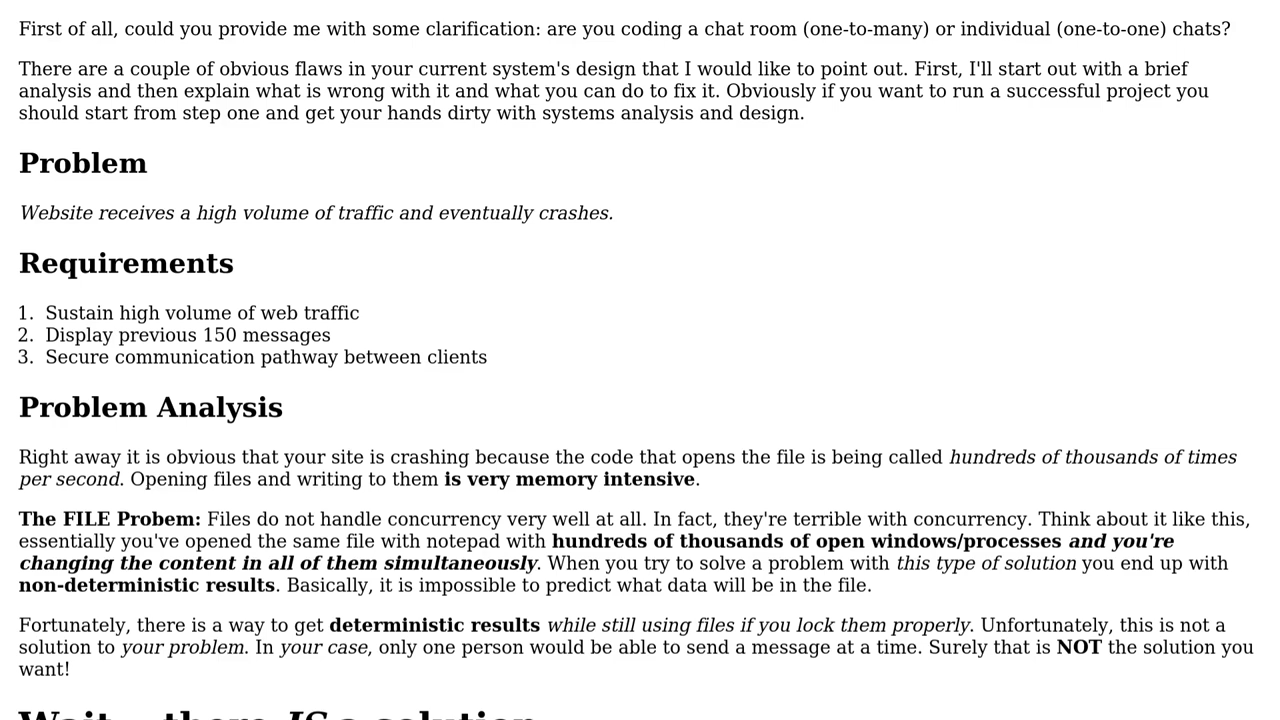 First of all, could you provide me with some clarification: are you coding a chat room (one-to-many) or individual (one-to-one) chats?
There are a couple of obvious flaws in your current system's design that I would like to point out. First, I'll start out with a brief
analysis and then explain what is wrong with it and what you can do to fix it. Obviously if you want to run a successful project you
should start from step one and get your hands dirty with systems analysis and design.
Problem
Website receives a high volume of traffic and eventually crashes.
Requirements
1. Sustain high volume of web traffic
2. Display previous 150 messages
3. Secure communication pathway between clients
Problem Analysis
Right away it is obvious that your site is crashing because the code that opens the file is being called hundreds of thousands of times
per second. Opening files and writing to them is very memory intensive.
The FILE Probem: Files do not handle concurrency very well at all. In fact, they're terrible with concurrency. Think about it like this,
essentially you've opened the same file with notepad with hundreds of thousands of open windows/processes and you're
changing the content in all of them simultaneously. When you try to solve a problem with this type of solution you end up with
non-deterministic results. Basically, it is impossible to predict what data will be in the file.
Fortunately, there is a way to get deterministic results while still using files if you lock them properly. Unfortunately, this is not a
solution to your problem. In your case, only one person would be able to send a message at a time. Surely that is NOT the solution you
want!
Wait... there IS a solution